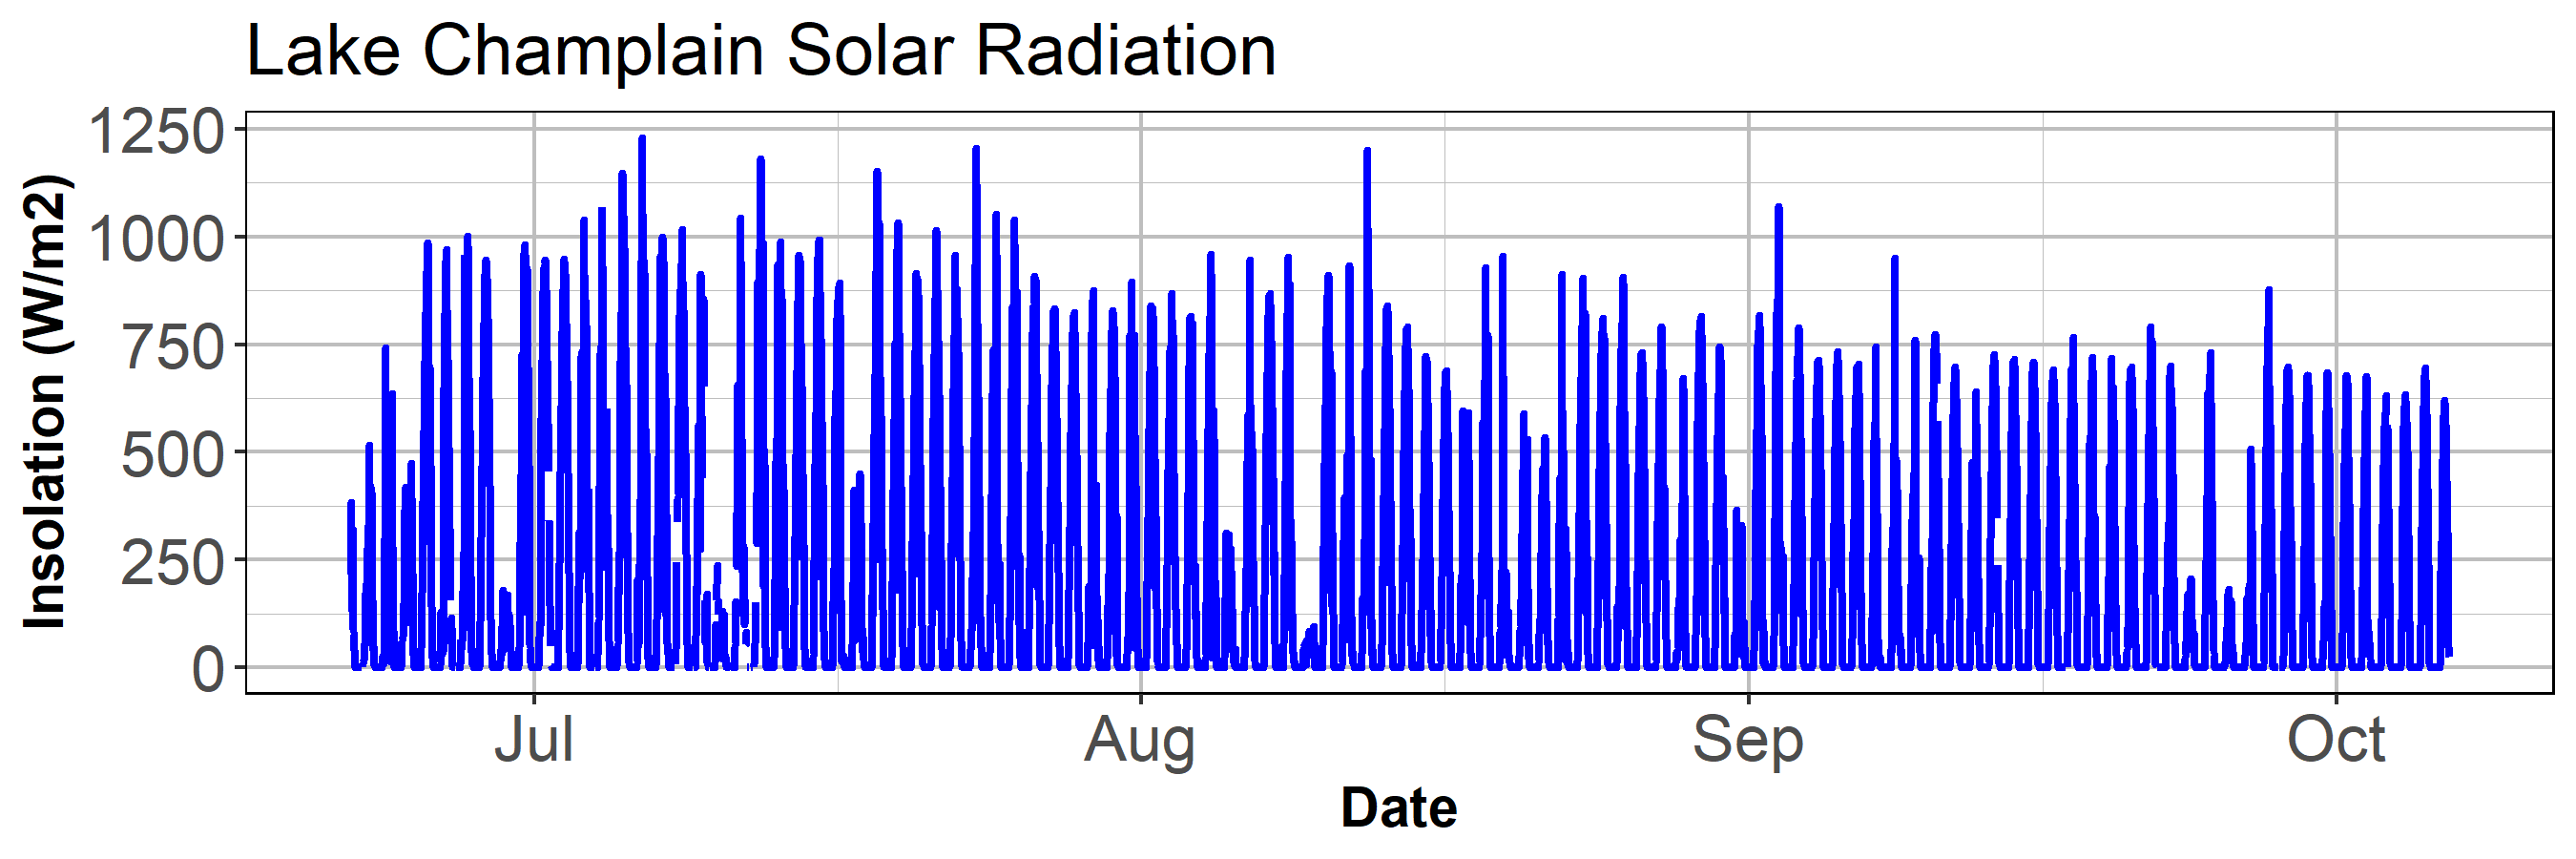 Lake Champlain Solar Radiation
1250
1000
750
500
250
0
Insolation (W/m2)
Jul Aug Sep Oct
Date